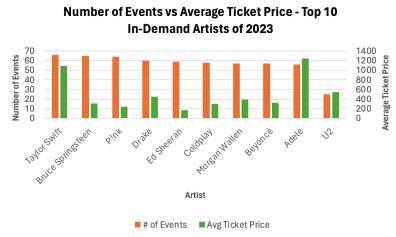 Number of Events vs Average Ticket Price - Top 10
In-Demand Artists of 2023
Number of Events
70
60
50
40
30
20
10
0
1400
1200
1000
800
600
400
200
0
Average Ticket Price
Taylor Swift
Bruce Springsteen
P!nk
Drake
Ed Sheeran
Coldplay
Morgan Wallen
Beyoncé
Adele
U2
Artist
# of Events
Avg Ticket Price